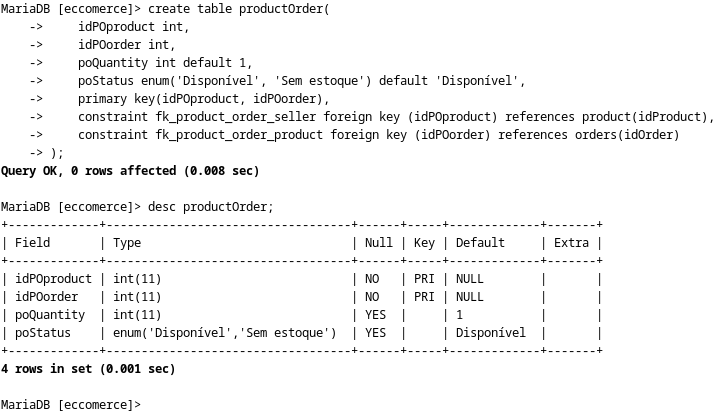 MariaDB [eccomerce]> create table productOrder(
    ->     idPOproduct int,
    ->     idPOorder int,
    ->     poQuantity int default 1,
    ->     poStatus enum('Disponível', 'Sem estoque') default 'Disponível',
    ->     primary key(idPOproduct, idPOorder),
    ->     constraint fk_product_order_seller foreign key (idPOproduct) references product(idProduct),
    ->     constraint fk_product_order_product foreign key (idPOorder) references orders(idOrder)
    -> );
Query OK, 0 rows affected (0.008 sec)

MariaDB [eccomerce]> desc productOrder;
+-------------+-----------------------------------+------+-----+-------------+-------+
| Field       | Type                              | Null | Key | Default     | Extra |
+-------------+-----------------------------------+------+-----+-------------+-------+
| idPOproduct | int(11)                           | NO   | PRI | NULL        |       |
| idPOorder   | int(11)                           | NO   | PRI | NULL        |       |
| poQuantity  | int(11)                           | YES  |     | 1           |       |
| poStatus    | enum('Disponível','Sem estoque')  | YES  |     | Disponível  |       |
+-------------+-----------------------------------+------+-----+-------------+-------+
4 rows in set (0.001 sec)

MariaDB [eccomerce]>